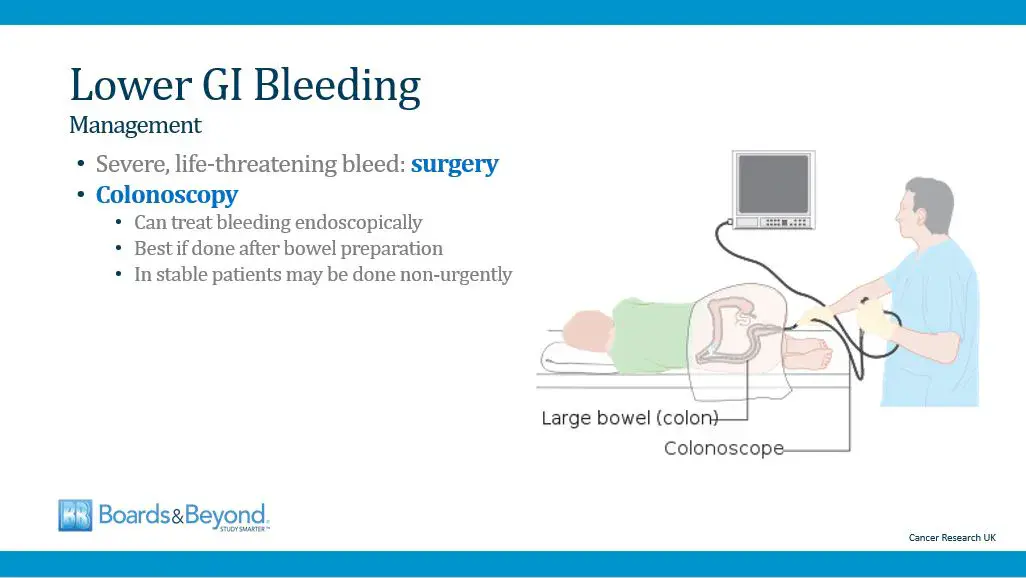 Lower GI Bleeding
Management
• Severe, life-threatening bleed: surgery
• Colonoscopy
• Can treat bleeding endoscopically
• Best if done after bowel preparation
• In stable patients may be done non-urgently
Large bowel (colon)
Colonoscope
BB Boards&Beyond®
STUDY SMARTER™
Cancer Research UK